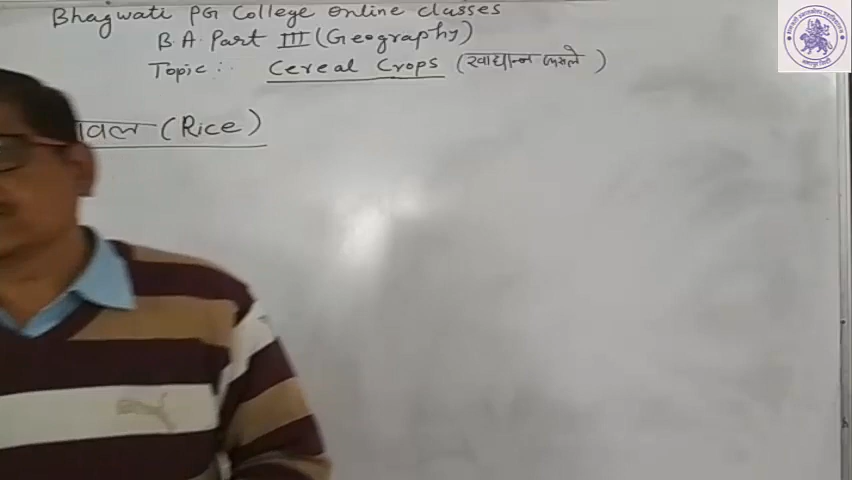 Bhagwati PG College online classes
B.A. Part III (Geography)
Topic :- Cereal Crops (खाद्यान्न फसले)
ावल (Rice)